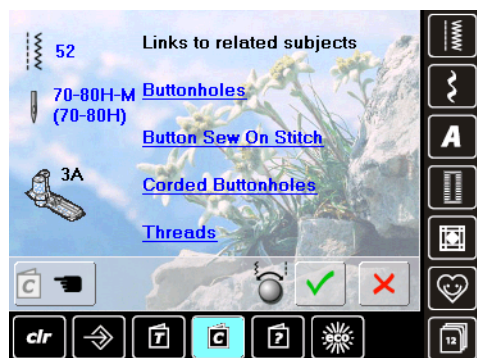 52
Links to related subjects
70-80H-M
(70-80H)
Buttonholes
Button Sew On Stitch
3A
Corded Buttonholes
Threads
A
C
clr
T
C
?
eco
12